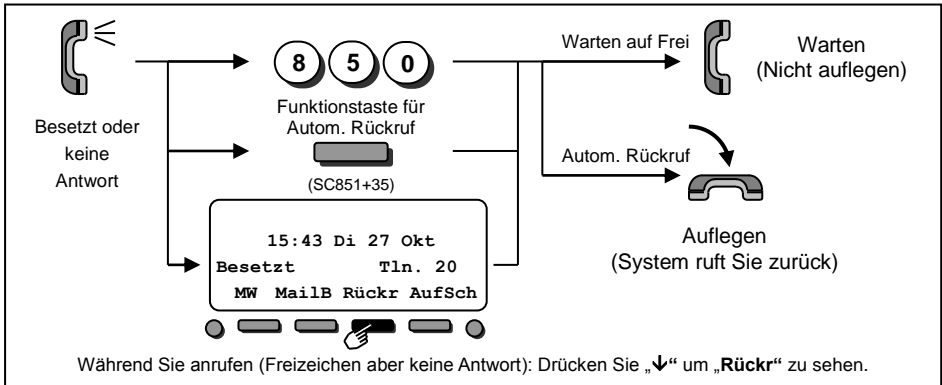 Besetzt oder
keine
Antwort
8 5 0
Funktionstaste für
Autom. Rückruf
(SC851+35)
15:43 Di 27 Okt
Besetzt Tln. 20
MW MailB Rückr AufSch
Warten auf Frei
Warten
(Nicht auflegen)
Autom. Rückruf
Auflegen
(System ruft Sie zurück)
Während Sie anrufen (Freizeichen aber keine Antwort): Drücken Sie „↓“ um „Rückr“ zu sehen.